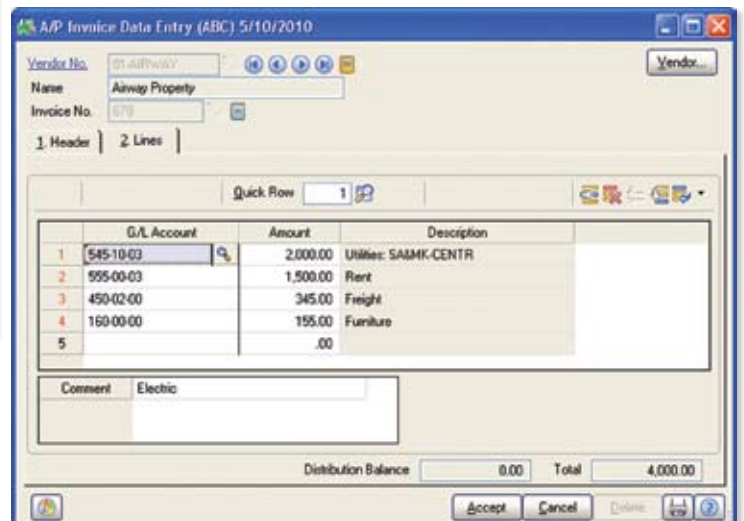 A/P Invoice Data Entry (ABC) 5/10/2010
Vendor No. 01-AIRWAY Vendor...
Name Airway Property
Invoice No. 678
1. Header 2. Lines
Quick Row 1
G/L Account Amount Description
1 545-10-03 2,000.00 Utilities: SA&MK-CENTR
2 555-00-03 1,500.00 Rent
3 450-02-00 345.00 Freight
4 160-00-00 155.00 Furniture
5 .00
Comment Electric
Distribution Balance 0.00 Total 4,000.00
Accept Cancel Delete